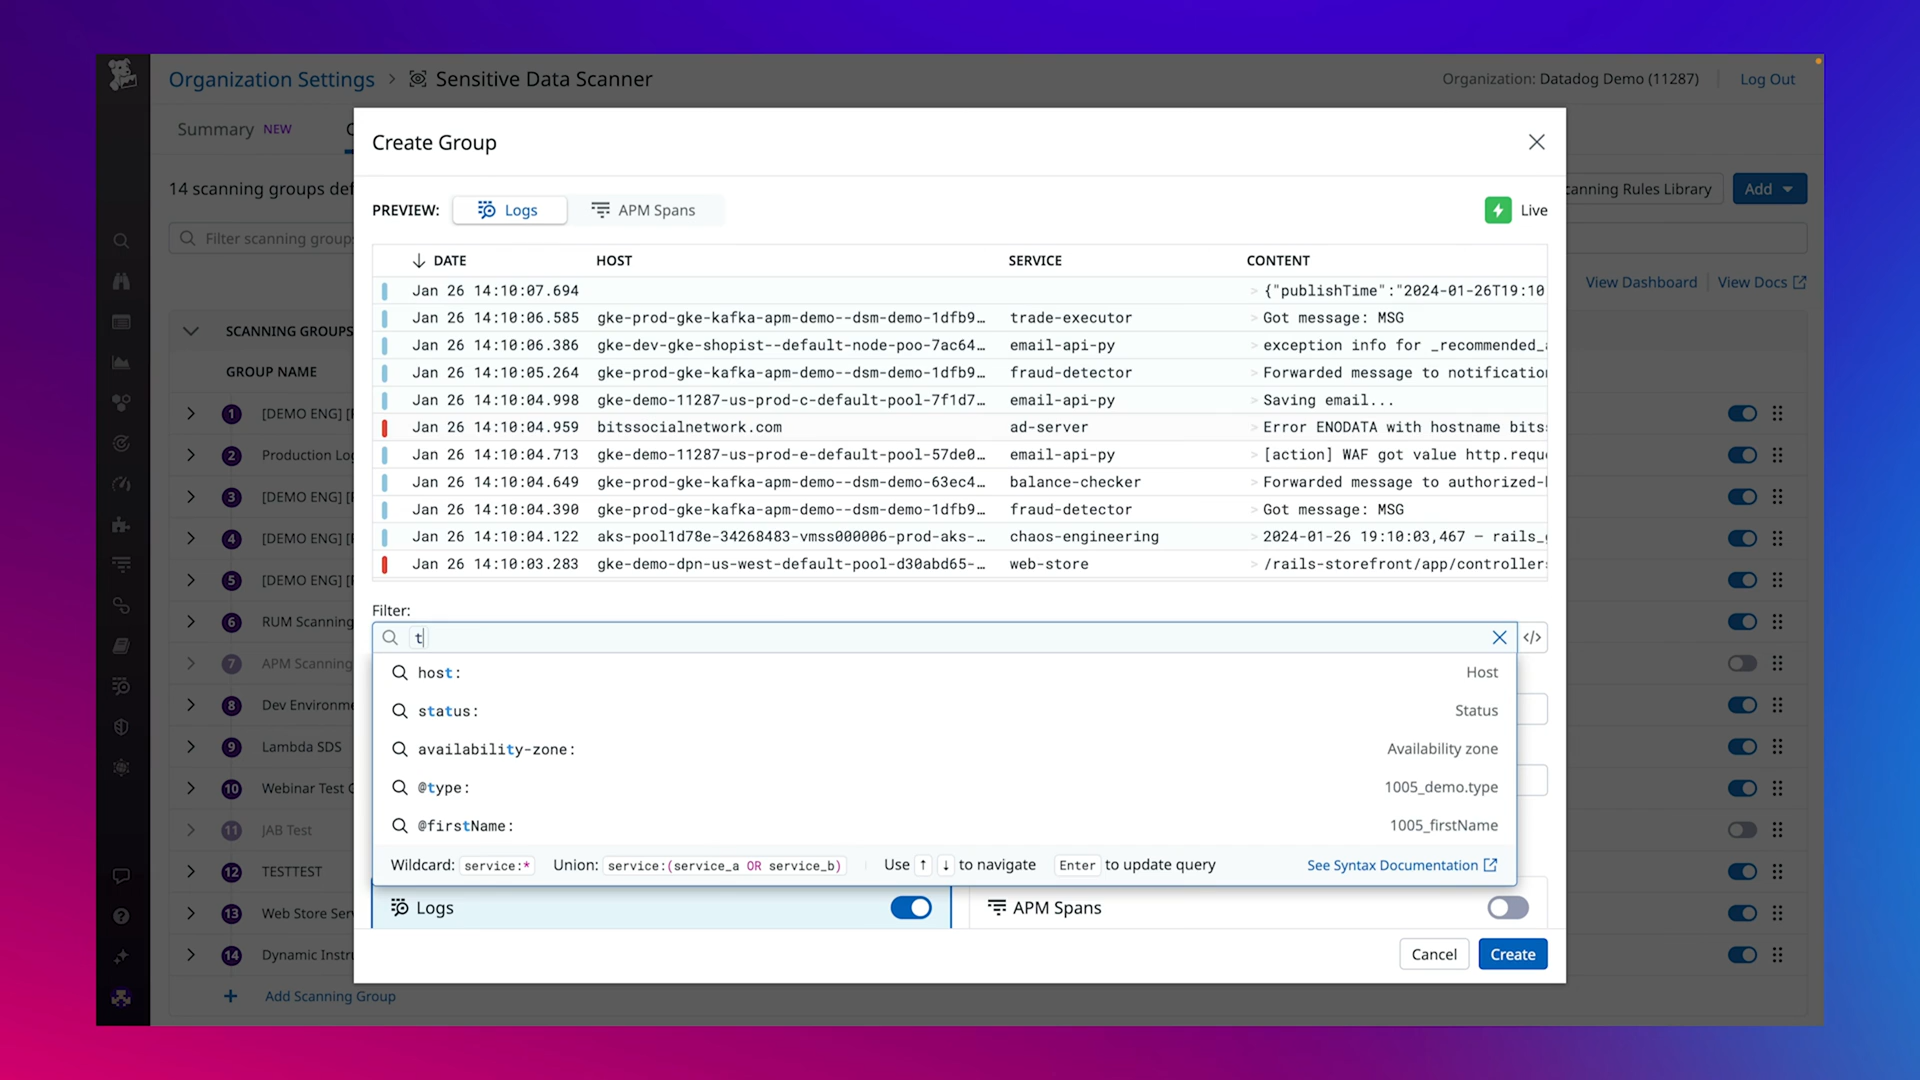 Organization Settings > Sensitive Data Scanner
Organization: Datadog Demo (11287)
Log Out
Summary NEW
14 scanning groups def
canning Rules Library
Add
Filter scanning groups
View Dashboard
View Docs
SCANNING GROUPS
GROUP NAME
1 [DEMO ENG] [
2 Production Lo
3 [DEMO ENG] [
4 [DEMO ENG] [
5 [DEMO ENG] [
6 RUM Scanning
7 APM Scanning
8 Dev Environme
9 Lambda SDS
10 Webinar Test
11 JAB Test
12 TESTTEST
13 Web Store Ser
14 Dynamic Instr
+ Add Scanning Group
Create Group
PREVIEW: Logs APM Spans
Live
DATE HOST SERVICE CONTENT
Jan 26 14:10:07.694 > {"publishTime":"2024-01-26T19:10
Jan 26 14:10:06.585 gke-prod-gke-kafka-apm-demo--dsm-demo-1dfb9… trade-executor > Got message: MSG
Jan 26 14:10:06.386 gke-dev-gke-shopist--default-node-poo-7ac64… email-api-py > exception info for _recommended_
Jan 26 14:10:05.264 gke-prod-gke-kafka-apm-demo--dsm-demo-1dfb9… fraud-detector > Forwarded message to notification
Jan 26 14:10:04.998 gke-demo-11287-us-prod-c-default-pool-7f1d7… email-api-py > Saving email...
Jan 26 14:10:04.959 bitssocialnetwork.com ad-server > Error ENODATA with hostname bits
Jan 26 14:10:04.713 gke-demo-11287-us-prod-e-default-pool-57de0… email-api-py > [action] WAF got value http.requ
Jan 26 14:10:04.649 gke-prod-gke-kafka-apm-demo--dsm-demo-63ec4… balance-checker > Forwarded message to authorized-
Jan 26 14:10:04.390 gke-prod-gke-kafka-apm-demo--dsm-demo-1dfb9… fraud-detector > Got message: MSG
Jan 26 14:10:04.122 aks-pool1d78e-34268483-vmss000006-prod-aks-… chaos-engineering > 2024-01-26 19:10:03,467 – rails_
Jan 26 14:10:03.283 gke-demo-dpn-us-west-default-pool-d30abd65-… web-store > /rails-storefront/app/controller
Filter:
t
</>
host: Host
status: Status
availability-zone: Availability zone
@type: 1005_demo.type
@firstName: 1005_firstName
Wildcard: service:* Union: service:(service_a OR service_b) Use ↑ ↓ to navigate Enter to update query See Syntax Documentation
Logs
APM Spans
Cancel
Create